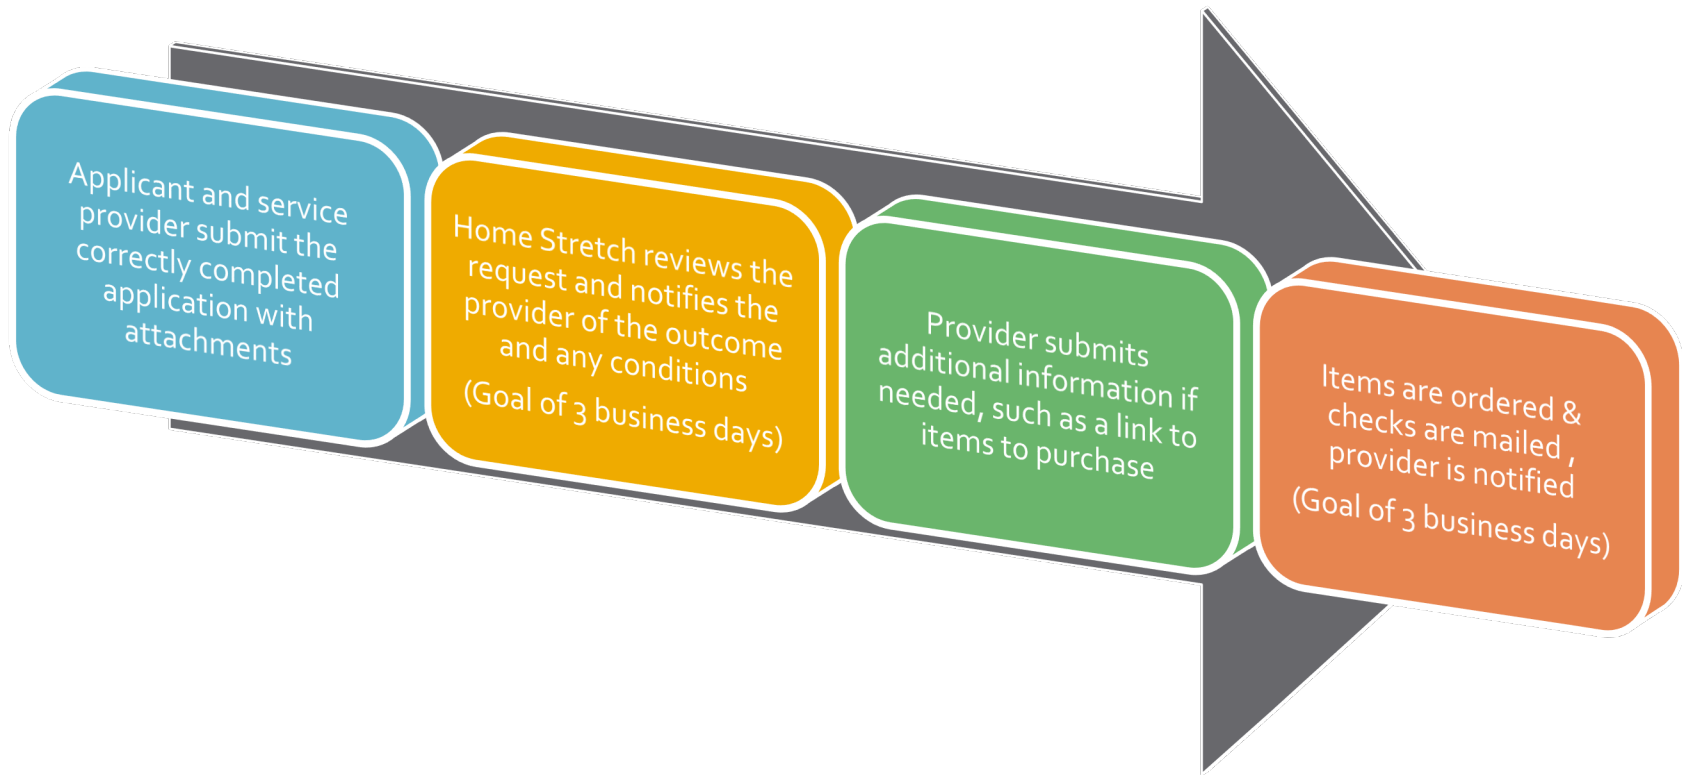 Applicant and service
provider submit the
correctly completed
application with
attachments
Home Stretch reviews the
request and notifies the
provider of the outcome
and any conditions
(Goal of 3 business days)
Provider submits
additional information if
needed, such as a link to
items to purchase
Items are ordered &
checks are mailed ,
provider is notified
(Goal of 3 business days)